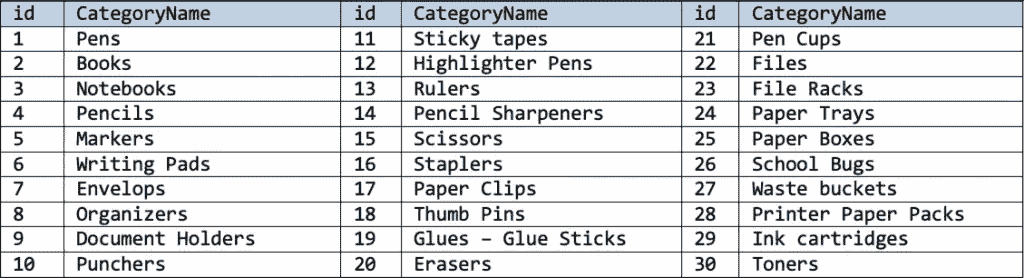 id CategoryName id CategoryName id CategoryName
1 Pens 11 Sticky tapes 21 Pen Cups
2 Books 12 Highlighter Pens 22 Files
3 Notebooks 13 Rulers 23 File Racks
4 Pencils 14 Pencil Sharpeners 24 Paper Trays
5 Markers 15 Scissors 25 Paper Boxes
6 Writing Pads 16 Staplers 26 School Bugs
7 Envelops 17 Paper Clips 27 Waste buckets
8 Organizers 18 Thumb Pins 28 Printer Paper Packs
9 Document Holders 19 Glues – Glue Sticks 29 Ink cartridges
10 Punchers 20 Erasers 30 Toners